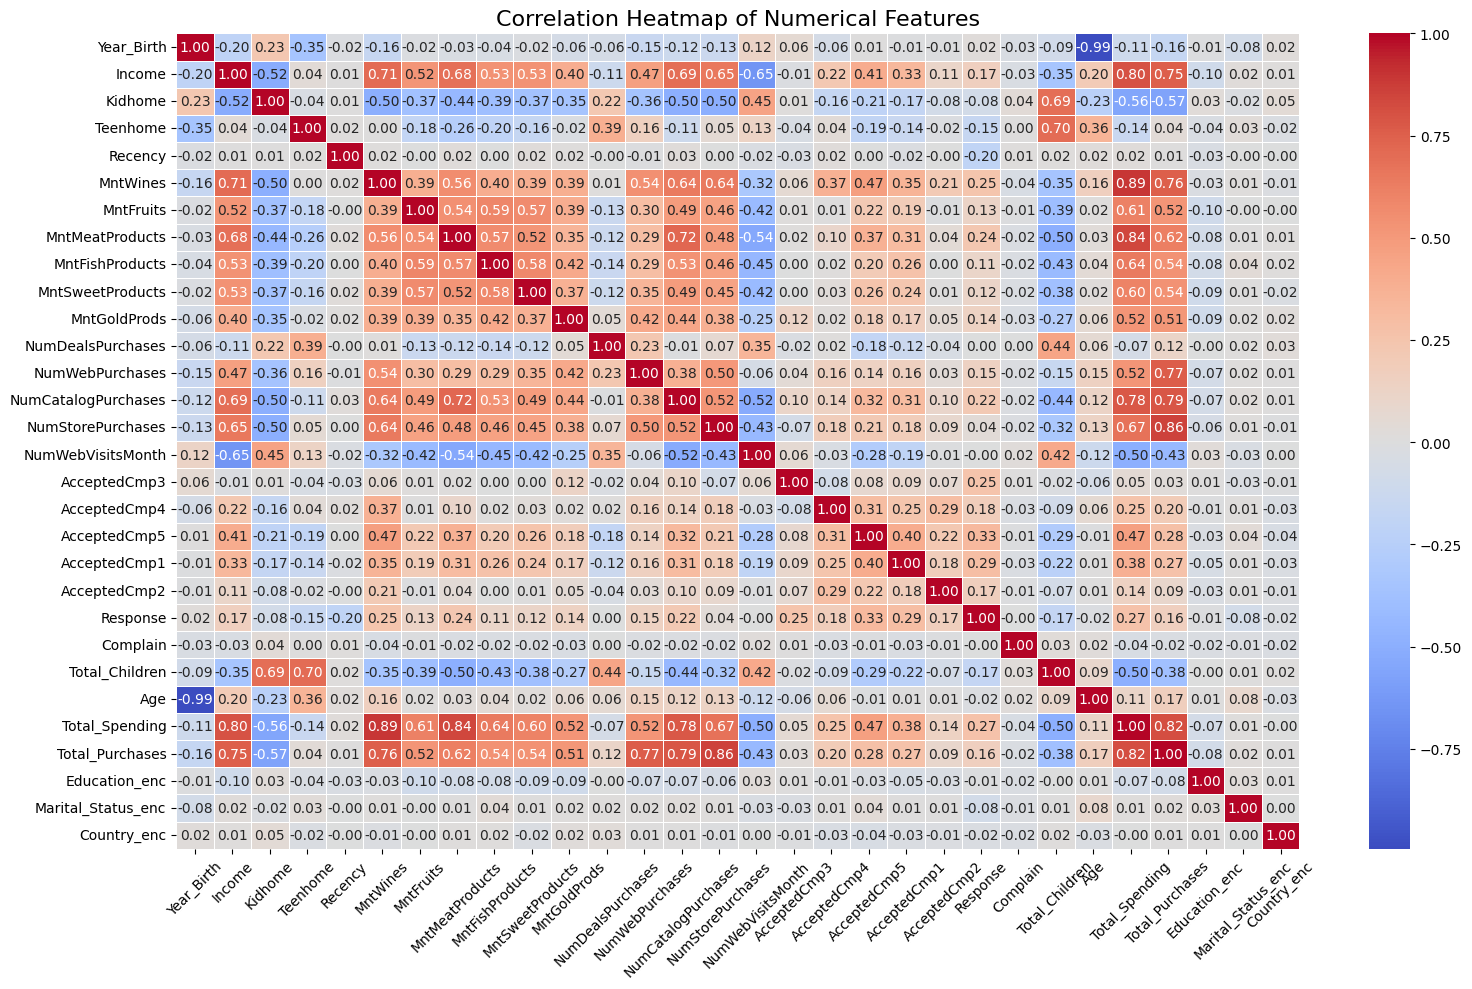 Correlation Heatmap of Numerical Features
Year_Birth 1.00 -0.20 0.23 -0.35 -0.02 -0.16 -0.02 -0.03 -0.04 -0.02 -0.06 -0.06 -0.15 -0.12 -0.13 0.12 0.06 -0.06 0.01 -0.01 -0.01 0.02 -0.03 -0.09 -0.99 -0.11 -0.16 -0.01 -0.08 0.02
Income -0.20 1.00 -0.52 0.04 0.01 0.71 0.52 0.68 0.53 0.53 0.40 -0.11 0.47 0.69 0.65 -0.65 -0.01 0.22 0.41 0.33 0.11 0.17 -0.03 -0.35 0.20 0.80 0.75 -0.10 0.02 0.01
Kidhome 0.23 -0.52 1.00 -0.04 0.01 -0.50 -0.37 -0.44 -0.39 -0.37 -0.35 0.22 -0.36 -0.50 -0.50 0.45 0.01 -0.16 -0.21 -0.17 -0.08 -0.08 0.04 0.69 -0.23 -0.56 -0.57 0.03 -0.02 0.05
Teenhome -0.35 0.04 -0.04 1.00 0.02 0.00 -0.18 -0.26 -0.20 -0.16 -0.02 0.39 0.16 -0.11 0.05 0.13 -0.04 0.04 -0.19 -0.14 -0.02 -0.15 0.00 0.70 0.36 -0.14 0.04 -0.04 0.03 -0.02
Recency -0.02 0.01 0.01 0.02 1.00 0.02 -0.00 0.02 0.00 0.02 0.02 -0.00 -0.01 0.03 0.00 -0.02 -0.03 0.02 0.00 -0.02 -0.00 -0.20 0.01 0.02 0.02 0.02 0.01 -0.03 -0.00 -0.00
MntWines -0.16 0.71 -0.50 0.00 0.02 1.00 0.39 0.56 0.40 0.39 0.39 0.01 0.54 0.64 0.64 -0.32 0.06 0.37 0.47 0.35 0.21 0.25 -0.04 -0.35 0.16 0.89 0.76 -0.03 0.01 -0.01
MntFruits -0.02 0.52 -0.37 -0.18 -0.00 0.39 1.00 0.54 0.59 0.57 0.39 -0.13 0.30 0.49 0.46 -0.42 0.01 0.01 0.22 0.19 -0.01 0.13 -0.01 -0.39 0.02 0.61 0.52 -0.10 -0.00 -0.00
MntMeatProducts -0.03 0.68 -0.44 -0.26 0.02 0.56 0.54 1.00 0.57 0.52 0.35 -0.12 0.29 0.72 0.48 -0.54 0.02 0.10 0.37 0.31 0.04 0.24 -0.02 -0.50 0.03 0.84 0.62 -0.08 0.01 0.01
MntFishProducts -0.04 0.53 -0.39 -0.20 0.00 0.40 0.59 0.57 1.00 0.58 0.42 -0.14 0.29 0.53 0.46 -0.45 0.00 0.02 0.20 0.26 0.00 0.11 -0.02 -0.43 0.04 0.64 0.54 -0.08 0.04 0.02
MntSweetProducts -0.02 0.53 -0.37 -0.16 0.02 0.39 0.57 0.52 0.58 1.00 0.37 -0.12 0.35 0.49 0.45 -0.42 0.00 0.03 0.26 0.24 0.01 0.12 -0.02 -0.38 0.02 0.60 0.54 -0.09 0.01 -0.02
MntGoldProds -0.06 0.40 -0.35 -0.02 0.02 0.39 0.39 0.35 0.42 0.37 1.00 0.05 0.42 0.44 0.38 -0.25 0.12 0.02 0.18 0.17 0.05 0.14 -0.03 -0.27 0.06 0.52 0.51 -0.09 0.02 0.02
NumDealsPurchases -0.06 -0.11 0.22 0.39 -0.00 0.01 -0.13 -0.12 -0.14 -0.12 0.05 1.00 0.23 -0.01 0.07 0.35 -0.02 0.02 -0.18 -0.12 -0.04 0.00 0.00 0.44 0.06 -0.07 0.12 -0.00 0.02 0.03
NumWebPurchases -0.15 0.47 -0.36 0.16 -0.01 0.54 0.30 0.29 0.29 0.35 0.42 0.23 1.00 0.38 0.50 -0.06 0.04 0.16 0.14 0.16 0.03 0.15 -0.02 -0.15 0.15 0.52 0.77 -0.07 0.02 0.01
NumCatalogPurchases -0.12 0.69 -0.50 -0.11 0.03 0.64 0.49 0.72 0.53 0.49 0.44 -0.01 0.38 1.00 0.52 -0.52 0.10 0.14 0.32 0.31 0.10 0.22 -0.02 -0.44 0.12 0.78 0.79 -0.07 0.02 0.01
NumStorePurchases -0.13 0.65 -0.50 0.05 0.00 0.64 0.46 0.48 0.46 0.45 0.38 0.07 0.50 0.52 1.00 -0.43 -0.07 0.18 0.21 0.18 0.09 0.04 -0.02 -0.32 0.13 0.67 0.86 -0.06 0.01 -0.01
NumWebVisitsMonth 0.12 -0.65 0.45 0.13 -0.02 -0.32 -0.42 -0.54 -0.45 -0.42 -0.25 0.35 -0.06 -0.52 -0.43 1.00 0.06 -0.03 -0.28 -0.19 -0.01 -0.00 0.02 0.42 -0.12 -0.50 -0.43 0.03 -0.03 0.00
AcceptedCmp3 0.06 -0.01 0.01 -0.04 -0.03 0.06 0.01 0.02 0.00 0.00 0.12 -0.02 0.04 0.10 -0.07 0.06 1.00 -0.08 0.08 0.09 0.07 0.25 0.01 -0.02 -0.06 0.05 0.03 0.01 -0.03 -0.01
AcceptedCmp4 -0.06 0.22 -0.16 0.04 0.02 0.37 0.01 0.10 0.02 0.03 0.02 0.02 0.16 0.14 0.18 -0.03 -0.08 1.00 0.31 0.25 0.29 0.18 -0.03 -0.09 0.06 0.25 0.20 -0.01 0.01 -0.03
AcceptedCmp5 0.01 0.41 -0.21 -0.19 0.00 0.47 0.22 0.37 0.20 0.26 0.18 -0.18 0.14 0.32 0.21 -0.28 0.08 0.31 1.00 0.40 0.22 0.33 -0.01 -0.29 -0.01 0.47 0.28 -0.03 0.04 -0.04
AcceptedCmp1 -0.01 0.33 -0.17 -0.14 -0.02 0.35 0.19 0.31 0.26 0.24 0.17 -0.12 0.16 0.31 0.18 -0.19 0.09 0.25 0.40 1.00 0.18 0.29 -0.03 -0.22 0.01 0.38 0.27 -0.05 0.01 -0.03
AcceptedCmp2 -0.01 0.11 -0.08 -0.02 -0.00 0.21 -0.01 0.04 0.00 0.01 0.05 -0.04 0.03 0.10 0.09 -0.01 0.07 0.29 0.22 0.18 1.00 0.17 -0.01 -0.07 0.01 0.14 0.09 -0.03 0.01 -0.01
Response 0.02 0.17 -0.08 -0.15 -0.20 0.25 0.13 0.24 0.11 0.12 0.14 0.00 0.15 0.22 0.04 -0.00 0.25 0.18 0.33 0.29 0.17 1.00 -0.00 -0.17 -0.02 0.27 0.16 -0.01 -0.08 -0.02
Complain -0.03 -0.03 0.04 0.00 0.01 -0.04 -0.01 -0.02 -0.02 -0.02 -0.03 0.00 -0.02 -0.02 -0.02 0.02 0.01 -0.03 -0.01 -0.03 -0.01 -0.00 1.00 0.03 0.02 -0.04 -0.02 -0.02 -0.01 -0.02
Total_Children -0.09 -0.35 0.69 0.70 0.02 -0.35 -0.39 -0.50 -0.43 -0.38 -0.27 0.44 -0.15 -0.44 -0.32 0.42 -0.02 -0.09 -0.29 -0.22 -0.07 -0.17 0.03 1.00 0.09 -0.50 -0.38 -0.00 0.01 0.02
Age -0.99 0.20 -0.23 0.36 0.02 0.16 0.02 0.03 0.04 0.02 0.06 0.06 0.15 0.12 0.13 -0.12 -0.06 0.06 -0.01 0.01 0.01 -0.02 0.02 0.09 1.00 0.11 0.17 0.01 0.08 -0.03
Total_Spending -0.11 0.80 -0.56 -0.14 0.02 0.89 0.61 0.84 0.64 0.60 0.52 -0.07 0.52 0.78 0.67 -0.50 0.05 0.25 0.47 0.38 0.14 0.27 -0.04 -0.50 0.11 1.00 0.82 -0.07 0.01 -0.00
Total_Purchases -0.16 0.75 -0.57 0.04 0.01 0.76 0.52 0.62 0.54 0.54 0.51 0.12 0.77 0.79 0.86 -0.43 0.03 0.20 0.28 0.27 0.09 0.16 -0.02 -0.38 0.17 0.82 1.00 -0.08 0.02 0.01
Education_enc -0.01 -0.10 0.03 -0.04 -0.03 -0.03 -0.10 -0.08 -0.08 -0.09 -0.09 -0.00 -0.07 -0.07 -0.06 0.03 0.01 -0.01 -0.03 -0.05 -0.03 -0.01 -0.02 -0.00 0.01 -0.07 -0.08 1.00 0.03 0.01
Marital_Status_enc -0.08 0.02 -0.02 0.03 -0.00 0.01 -0.00 0.01 0.04 0.01 0.02 0.02 0.02 0.02 0.01 -0.03 -0.03 0.01 0.04 0.01 0.01 -0.08 -0.01 0.01 0.08 0.01 0.02 0.03 1.00 0.00
Country_enc 0.02 0.01 0.05 -0.02 -0.00 -0.01 -0.00 0.01 0.02 -0.02 0.02 0.03 0.01 0.01 -0.01 0.00 -0.01 -0.03 -0.04 -0.03 -0.01 -0.02 -0.02 0.02 -0.03 -0.00 0.01 0.01 0.00 1.00
Year_Birth
Income
Kidhome
Teenhome
Recency
MntWines
MntFruits
MntMeatProducts
MntFishProducts
MntSweetProducts
MntGoldProds
NumDealsPurchases
NumWebPurchases
NumCatalogPurchases
NumStorePurchases
NumWebVisitsMonth
AcceptedCmp3
AcceptedCmp4
AcceptedCmp5
AcceptedCmp1
AcceptedCmp2
Response
Complain
Total_Children
Age
Total_Spending
Total_Purchases
Education_enc
Marital_Status_enc
Country_enc
1.00
0.75
0.50
0.25
0.00
-0.25
-0.50
-0.75